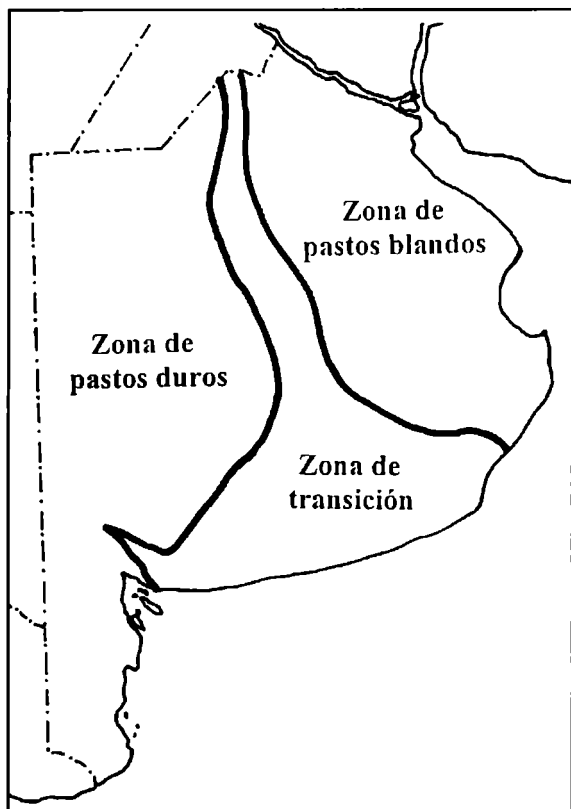 Zona de
pastos blandos
Zona de
pastos duros
Zona de
transición